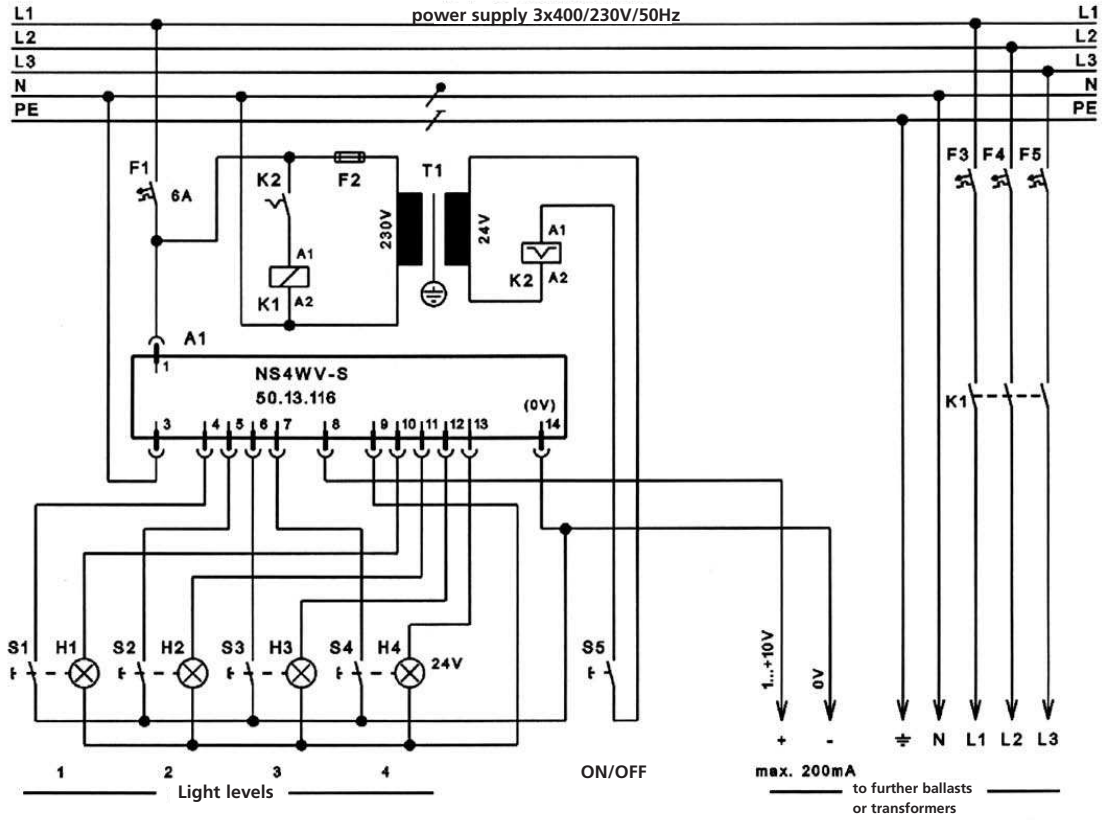 power supply 3x400/230V/50Hz
L1 L1
L2 L2
L3 L3
N N
PE PE
F1 6A K2 F2 T1 F3 F4 F5
230V 24V
A1 A1
K2 A2
K1 A2
A1
1
NS4WV-S
50.13.116
(0V)
K1
3 4 5 6 7 8 9 10 11 12 13 14
S1 H1 S2 H2 S3 H3 S4 H4 24V S5
1...+10V 0V
+ - N L1 L2 L3
1 2 3 4 ON/OFF max. 200mA
Light levels
to further ballasts
or transformers